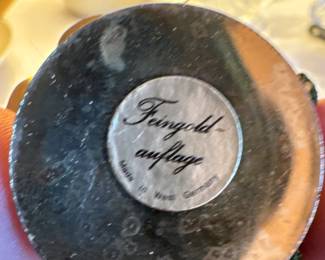 Feingold-
auflage
Made in West Germany